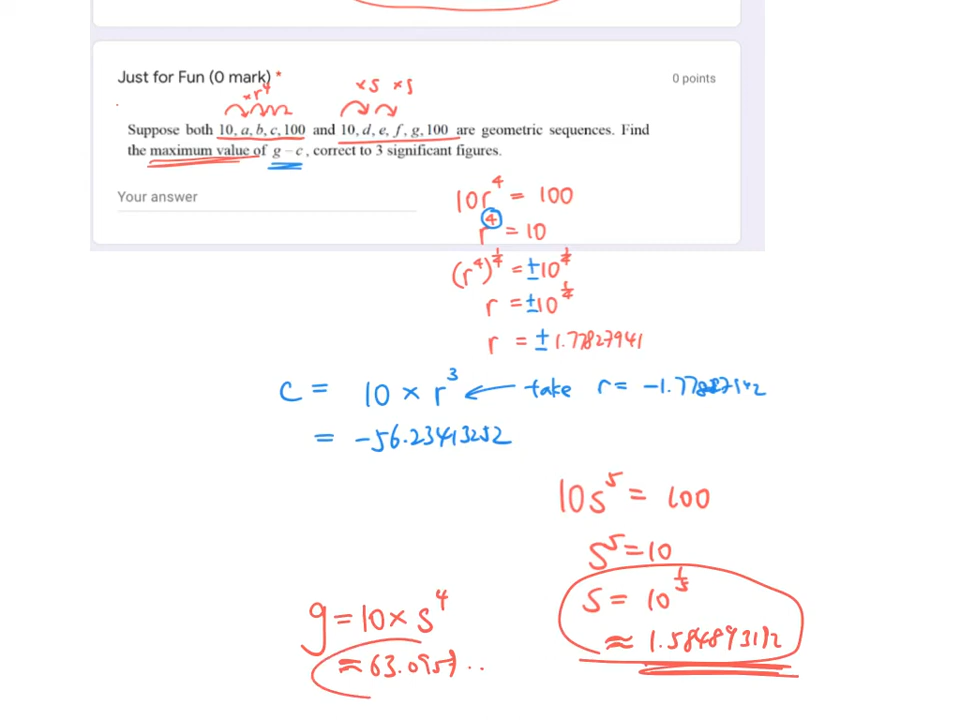 Just for Fun (0 mark) *
0 points
×r⁴
×s ×s
Suppose both 10, a, b, c, 100 and 10, d, e, f, g, 100 are geometric sequences. Find
the maximum value of g – c, correct to 3 significant figures.
Your answer
10r⁴ = 100
r⁴ = 10
(r⁴)^¼ = ±10^¼
r = ±10^¼
r = ±1.77827941
C = 10 × r³ ← take r =
= -56.23413252
10s⁵ = 100
s⁵ = 10
s = 10^⅕
≈ 1.584893192
g = 10 × s⁴
≈ 63.0957..